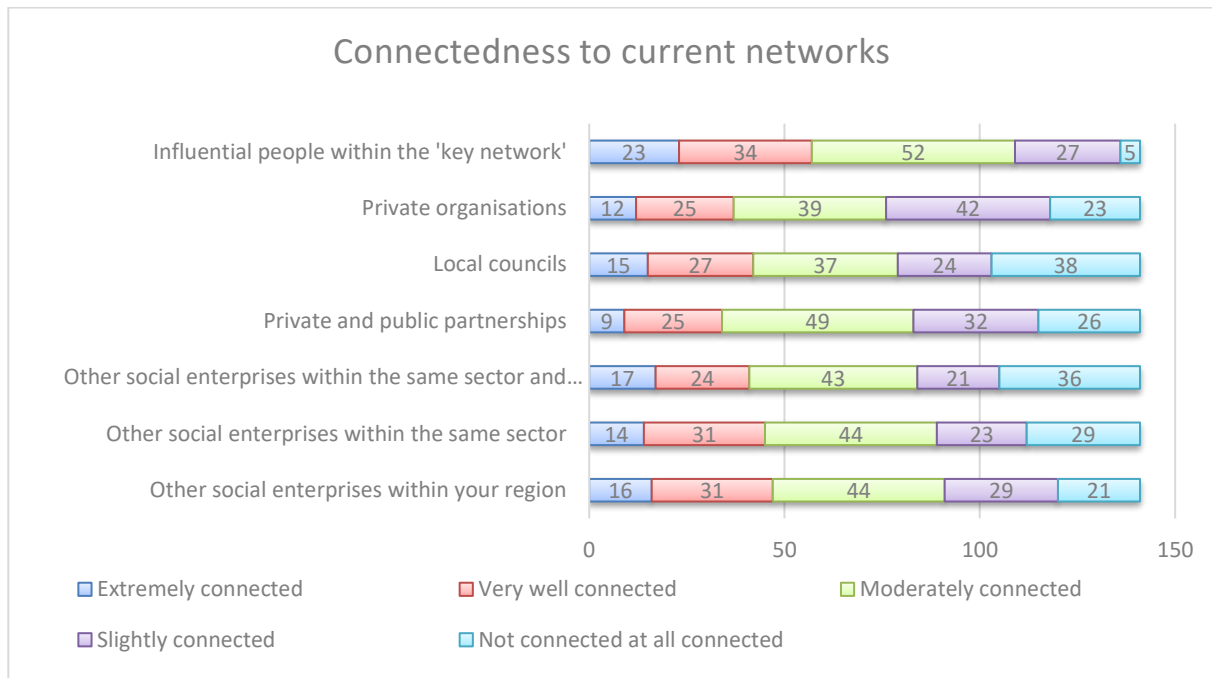 Connectedness to current networks
Influential people within the 'key network'
23 34 52 27 5
Private organisations
12 25 39 42 23
Local councils
15 27 37 24 38
Private and public partnerships
9 25 49 32 26
Other social enterprises within the same sector and…
17 24 43 21 36
Other social enterprises within the same sector
14 31 44 23 29
Other social enterprises within your region
16 31 44 29 21
0 50 100 150
Extremely connected Very well connected Moderately connected
Slightly connected Not connected at all connected